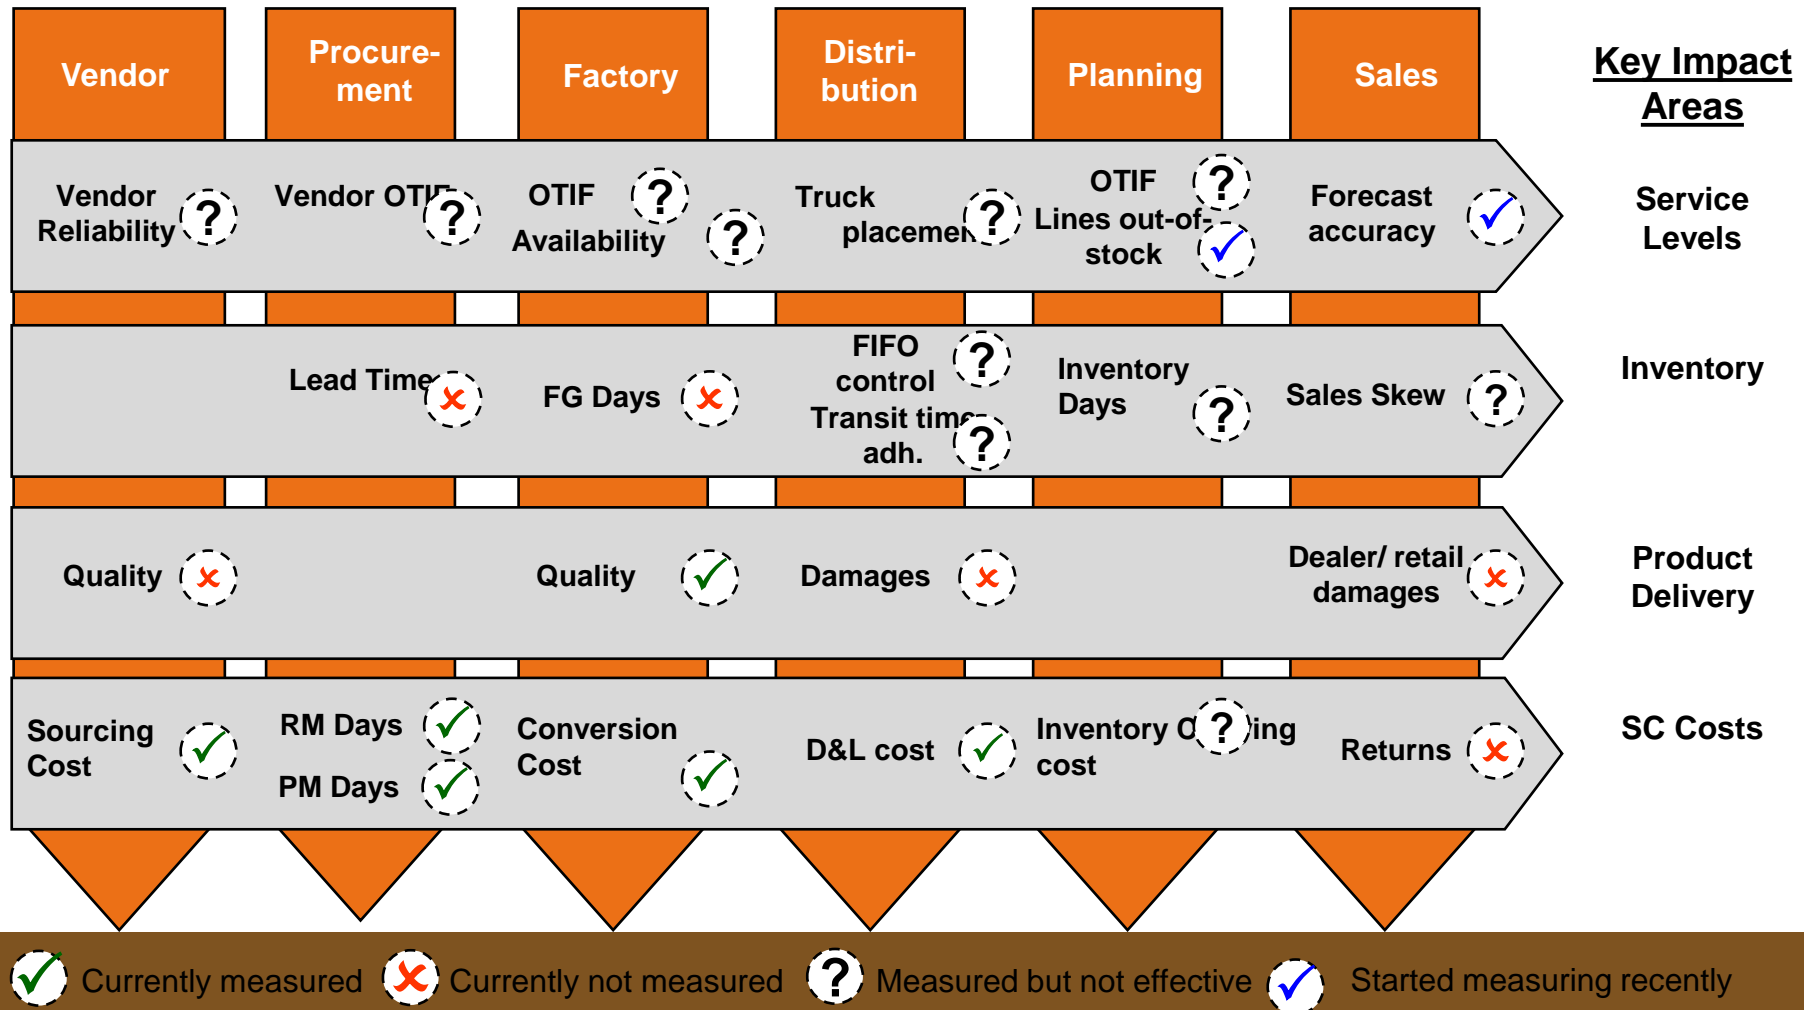 Vendor
Procure-
ment
Factory
Distri-
bution
Planning
Sales
Key Impact
Areas
Vendor
Reliability
?
Vendor OTIF
?
OTIF
?
Availability
?
Truck
placement
?
OTIF
?
Lines out-of-
stock
Forecast
accuracy
Service
Levels
Lead Time
FG Days
FIFO
control
?
Transit time
adh.
?
Inventory
Days
?
Sales Skew
?
Inventory
Quality
Quality
Damages
Dealer/ retail
damages
Product
Delivery
Sourcing
Cost
RM Days
PM Days
Conversion
Cost
D&L cost
Inventory
cost
?
Returns
SC Costs
Currently measured
Currently not measured
?
Measured but not effective
Started measuring recently